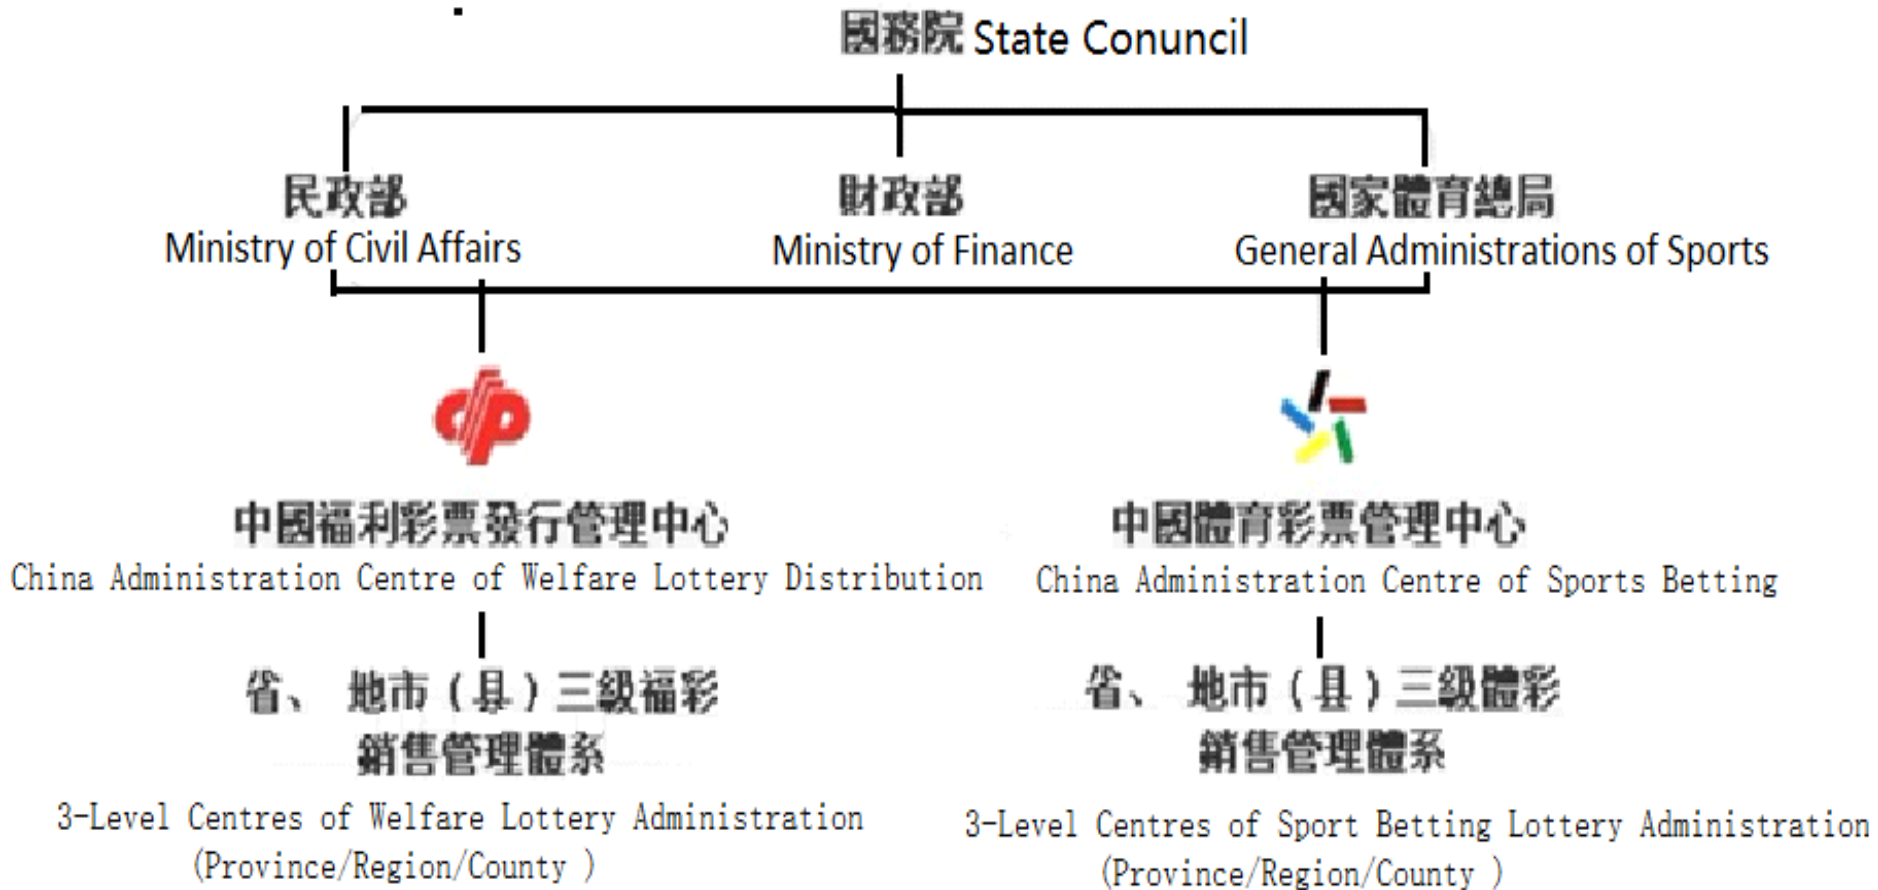 國務院 State Conuncil
民政部
財政部
國家體育總局
Ministry of Civil Affairs
Ministry of Finance
General Administrations of Sports
中國福利彩票發行管理中心
中國體育彩票管理中心
China Administration Centre of Welfare Lottery Distribution
China Administration Centre of Sports Betting
省、 地市（县）三級福彩
銷售管理體系
省、 地市（县）三級體彩
銷售管理體系
3-Level Centres of Welfare Lottery Administration
(Province/Region/County )
3-Level Centres of Sport Betting Lottery Administration
(Province/Region/County )